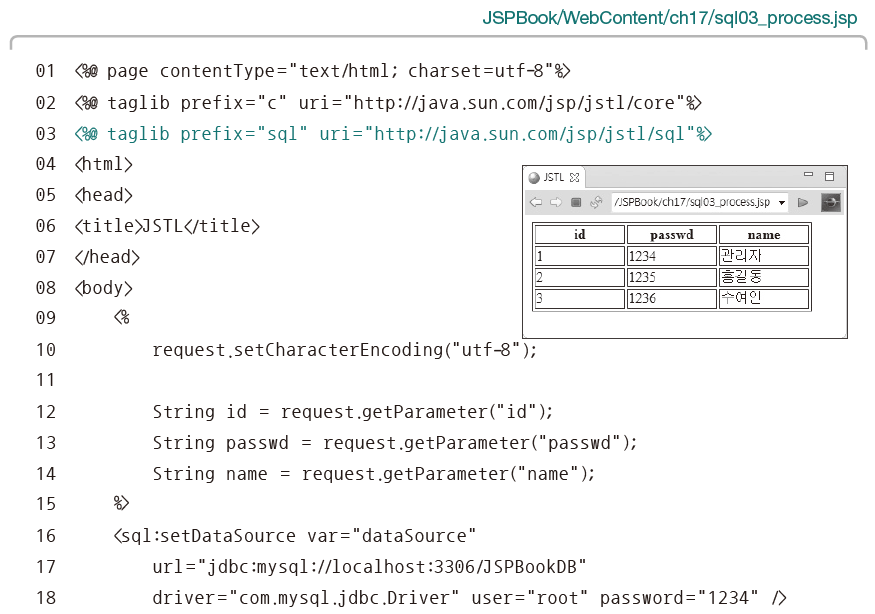 JSPBook/WebContent/ch17/sql03_process.jsp
01 <%@ page contentType="text/html; charset=utf-8"%>
02 <%@ taglib prefix="c" uri="http://java.sun.com/jsp/jstl/core"%>
03 <%@ taglib prefix="sql" uri="http://java.sun.com/jsp/jstl/sql"%>
04 <html>
05 <head>
06 <title>JSTL</title>
07 </head>
08 <body>
09 <%
10 request.setCharacterEncoding("utf-8");
11
12 String id = request.getParameter("id");
13 String passwd = request.getParameter("passwd");
14 String name = request.getParameter("name");
15 %>
16 <sql:setDataSource var="dataSource"
17 url="jdbc:mysql://localhost:3306/JSPBookDB"
18 driver="com.mysql.jdbc.Driver" user="root" password="1234" />
JSTL
/JSPBook/ch17/sql03_process.jsp
id passwd name
1 1234 관리자
2 1235 홍길동
3 1236 수여인